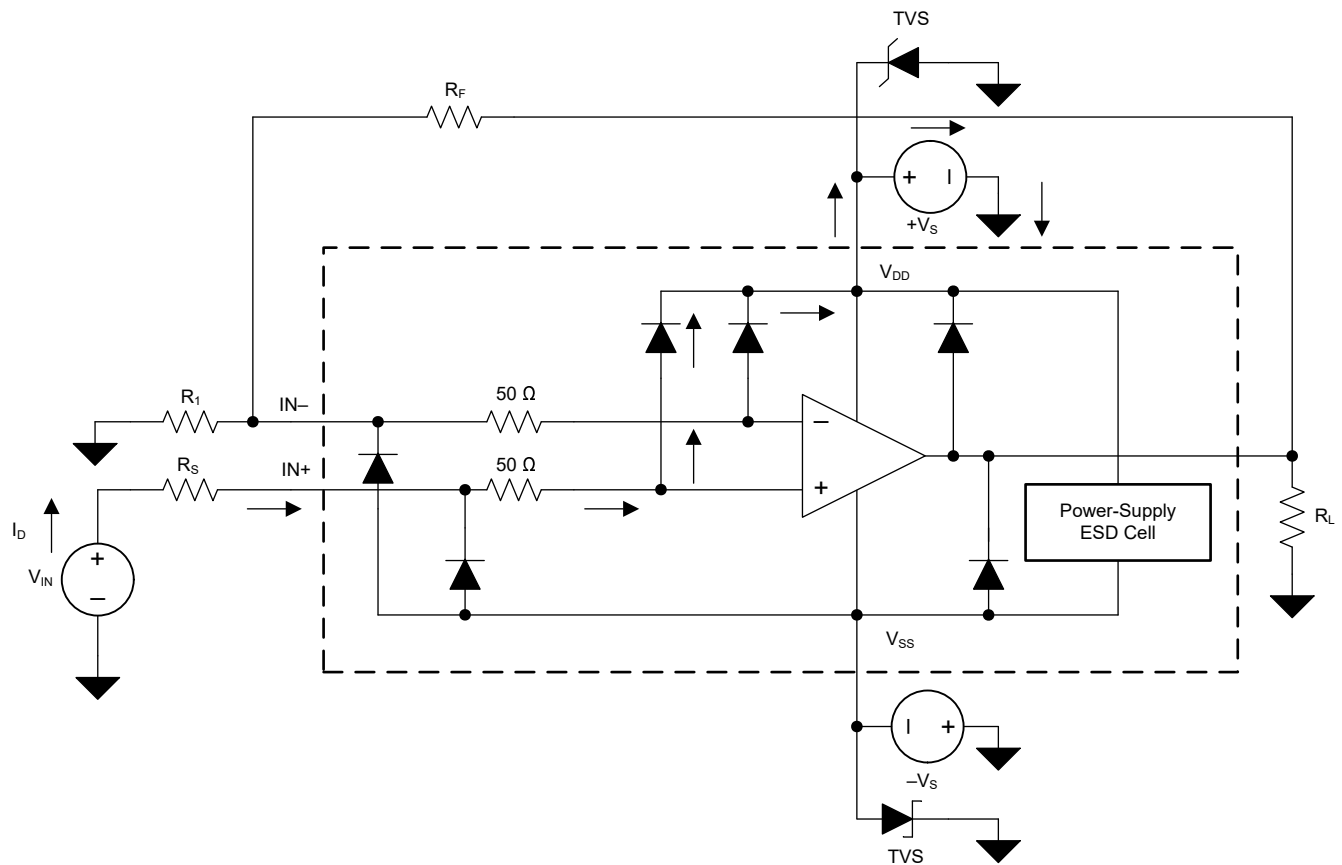 TVS
R_F
+ I
+V_S
V_DD
R_1
IN–
50 Ω
–
R_S
IN+
50 Ω
+
Power-Supply
ESD Cell
R_L
I_D
+
V_IN
–
V_SS
I +
–V_S
TVS